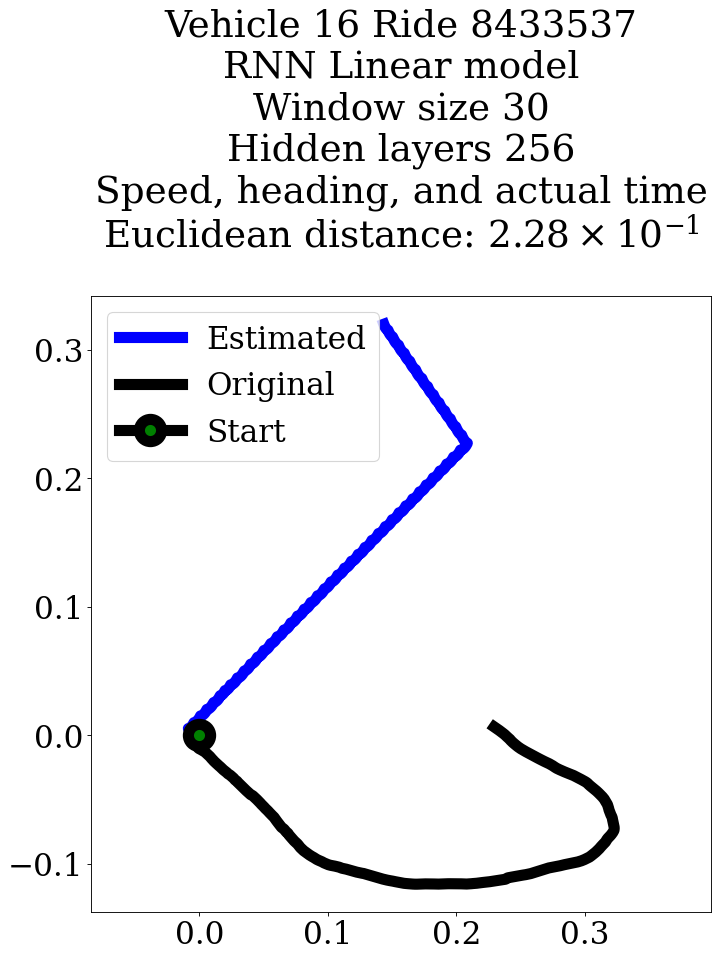 Vehicle 16 Ride 8433537
RNN Linear model
Window size 30
Hidden layers 256
Speed, heading, and actual time
Euclidean distance: 2.28 × 10⁻¹
Estimated
Original
Start
0.3
0.2
0.1
0.0
−0.1
0.0 0.1 0.2 0.3